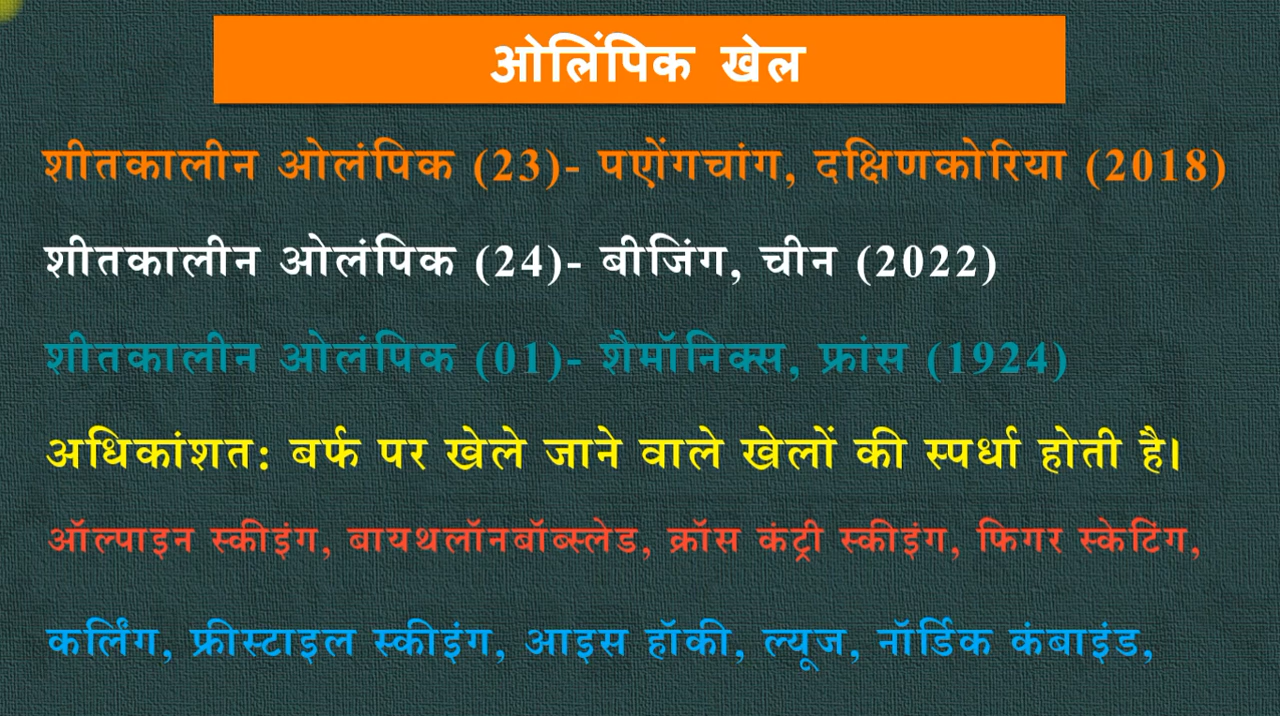 ओलिंपिक खेल
शीतकालीन ओलंपिक (23)- पएोंगचांग, दक्षिणकोरिया (2018)
शीतकालीन ओलंपिक (24)- बीजिंग, चीन (2022)
शीतकालीन ओलंपिक (01)- शैमॉनिक्स, फ्रांस (1924)
अधिकांशत: बर्फ पर खेले जाने वाले खेलों की स्पर्धा होती है।
ऑल्पाइन स्कीइंग, बायथलॉनबॉब्स्लेड, क्रॉस कंट्री स्कीइंग, फिगर स्केटिंग,
कर्लिंग, फ्रीस्टाइल स्कीइंग, आइस हॉकी, ल्यूज, नॉर्डिक कंबाइंड,